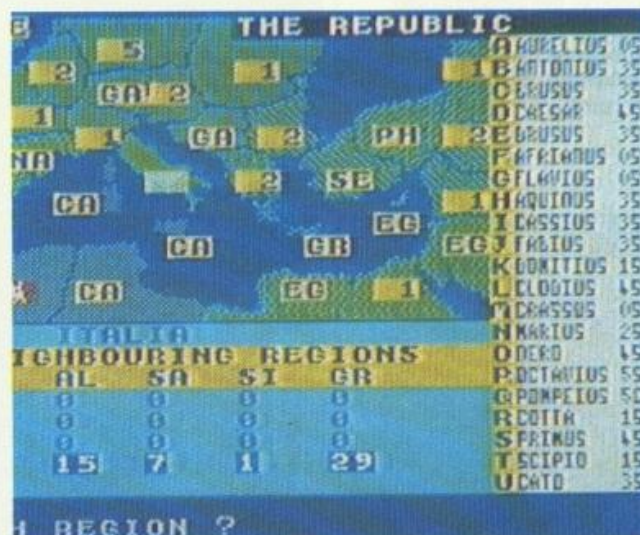 THE REPUBLIC
5
2 1 1
GA 2
1
1 GA 2 PH 2
NA
2 SE
CA 1
EG
CA GR EG
CA EG 1
A AURELIUS
B ANTONIUS
C
D CAESAR
E DRUSUS
F AFRIANUS
G FLAVIUS
H AQUINUS
I CASSIUS
J FABIUS
K DOMITIUS
L CLODIUS
M CRASSUS
N MARIUS
O NERO
P OCTAVIUS
Q POMPEIUS
R COTTA
S PRIMUS
T SCIPIO
U CATO
ITALIA
IGHBOURING REGIONS
AL SA SI GR
0 0 0 0
0 0 0 0
0 0 0 0
15 7 1 29
H REGION ?